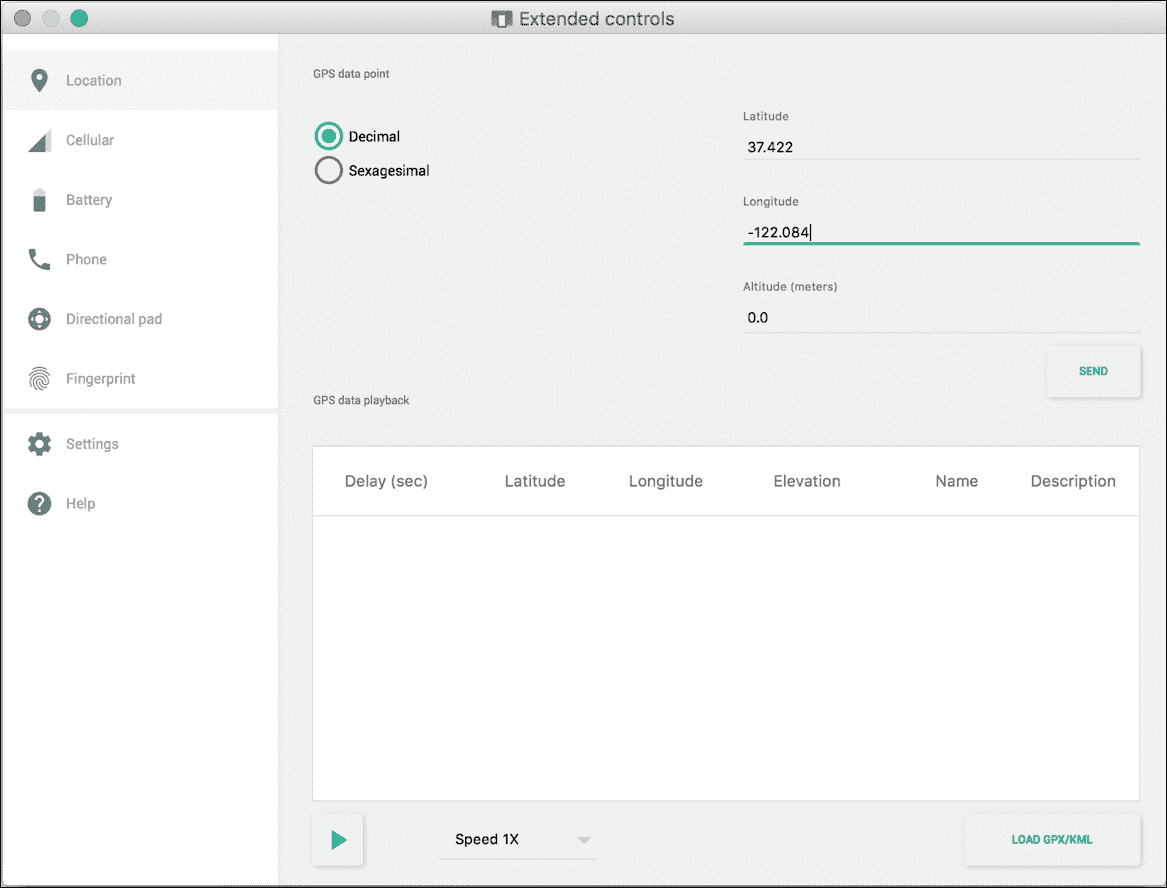 Extended controls
Location
Cellular
Battery
Phone
Directional pad
Fingerprint
Settings
Help
GPS data point
Decimal
Sexagesimal
Latitude
37.422
Longitude
-122.084
Altitude (meters)
0.0
SEND
GPS data playback
Delay (sec) Latitude Longitude Elevation Name Description
Speed 1X
LOAD GPX/KML